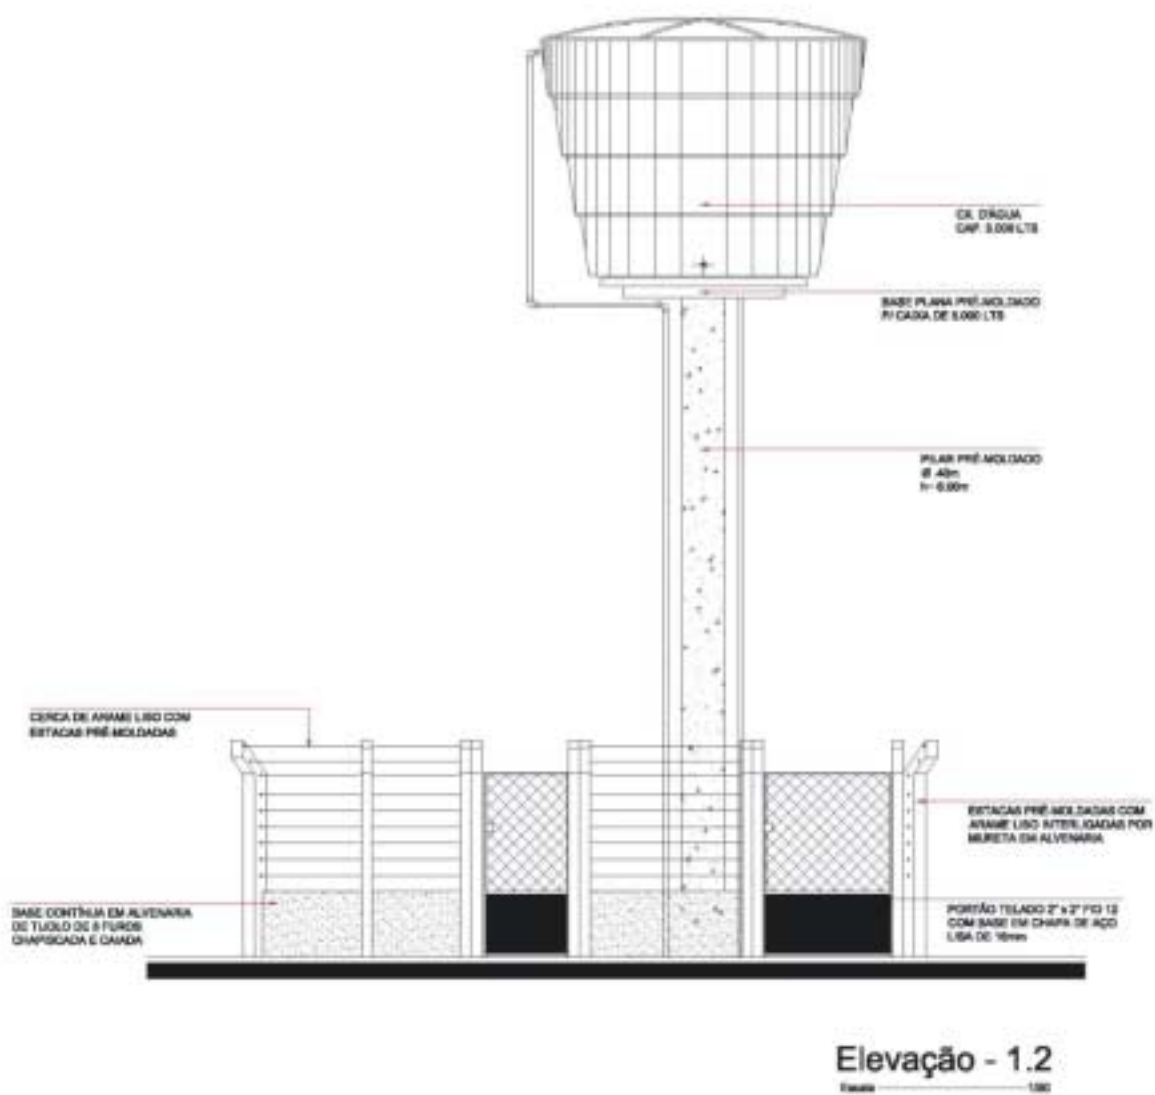 CX. D'ÁGUA
CAP. 5.000 LTS
BASE PLANA PRÉ-MOLDADO
P/ CAIXA DE 5.000 LTS
PILAR PRÉ-MOLDADO
Ø .40m
h=
CERCA DE ARAME LISO COM
ESTACAS PRÉ-MOLDADAS
ESTACAS PRÉ-MOLDADAS COM
ARAME LISO INTERLIGADAS POR
MURETA EM ALVENARIA
BASE CONTÍNUA EM ALVENARIA
DE TIJOLO DE 8 FUROS
CHAPISCADA E CAIADA
PORTÃO TELADO 2" x 2" FIO 12
COM BASE EM CHAPA DE AÇO
LISA DE 16mm
Elevação - 1.2
Escala